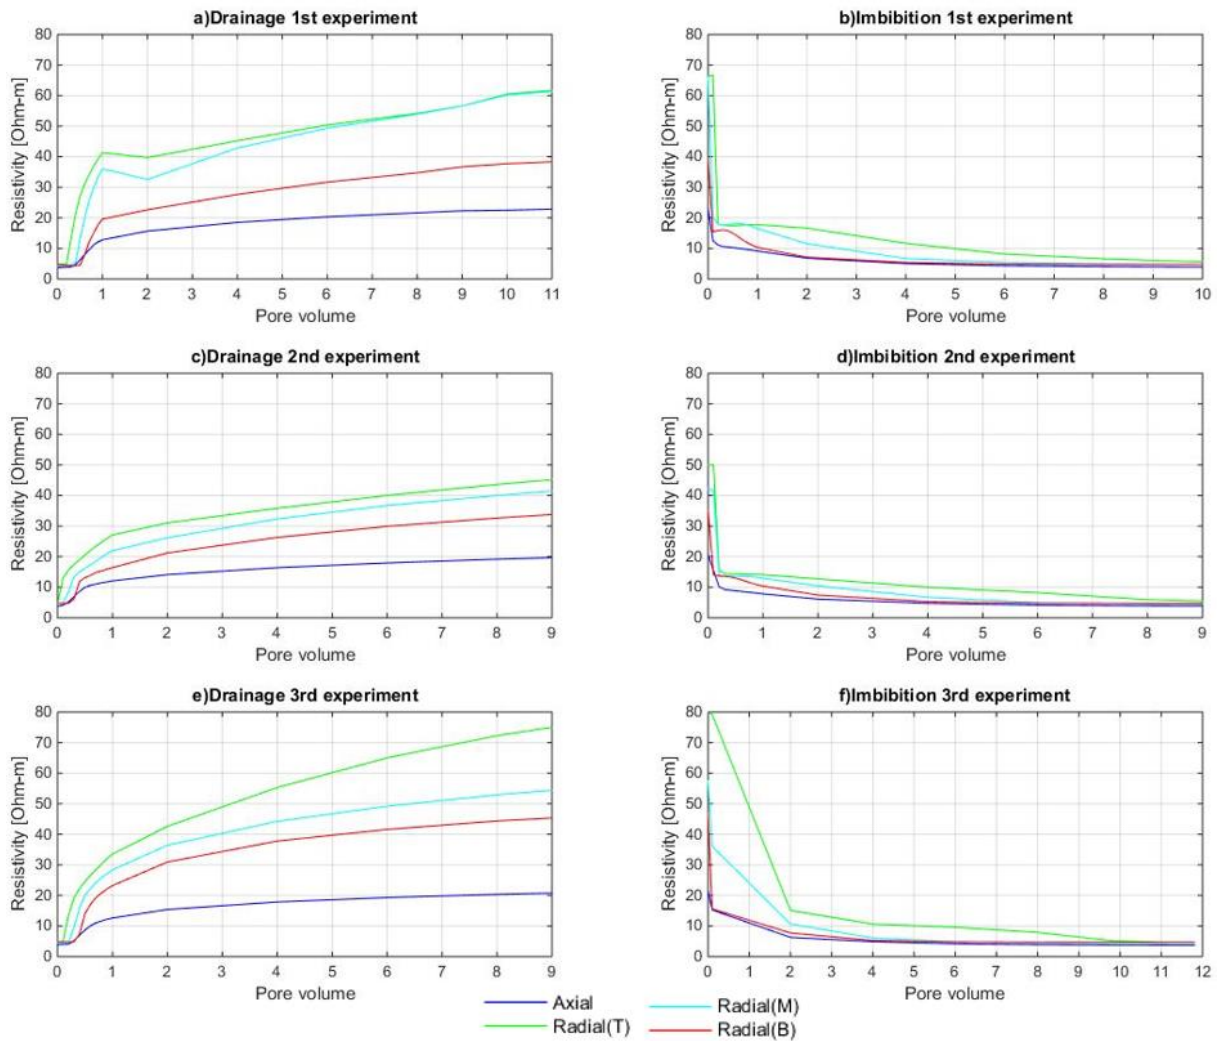 a)Drainage 1st experiment
80
70
60
50
40
30
20
10
0
Resistivity [Ohm-m]
0 1 2 3 4 5 6 7 8 9 10 11
Pore volume
b)Imbibition 1st experiment
80
70
60
50
40
30
20
10
0
Resistivity [Ohm-m]
0 1 2 3 4 5 6 7 8 9 10
Pore volume
c)Drainage 2nd experiment
80
70
60
50
40
30
20
10
0
Resistivity [Ohm-m]
0 1 2 3 4 5 6 7 8 9
Pore volume
d)Imbibition 2nd experiment
80
70
60
50
40
30
20
10
0
Resistivity [Ohm-m]
0 1 2 3 4 5 6 7 8 9
Pore volume
e)Drainage 3rd experiment
80
70
60
50
40
30
20
10
0
Resistivity [Ohm-m]
0 1 2 3 4 5 6 7 8 9
Pore volume
f)Imbibition 3rd experiment
80
70
60
50
40
30
20
10
0
Resistivity [Ohm-m]
0 1 2 3 4 5 6 7 8 9 10 11 12
Pore volume
Axial
Radial(T)
Radial(M)
Radial(B)